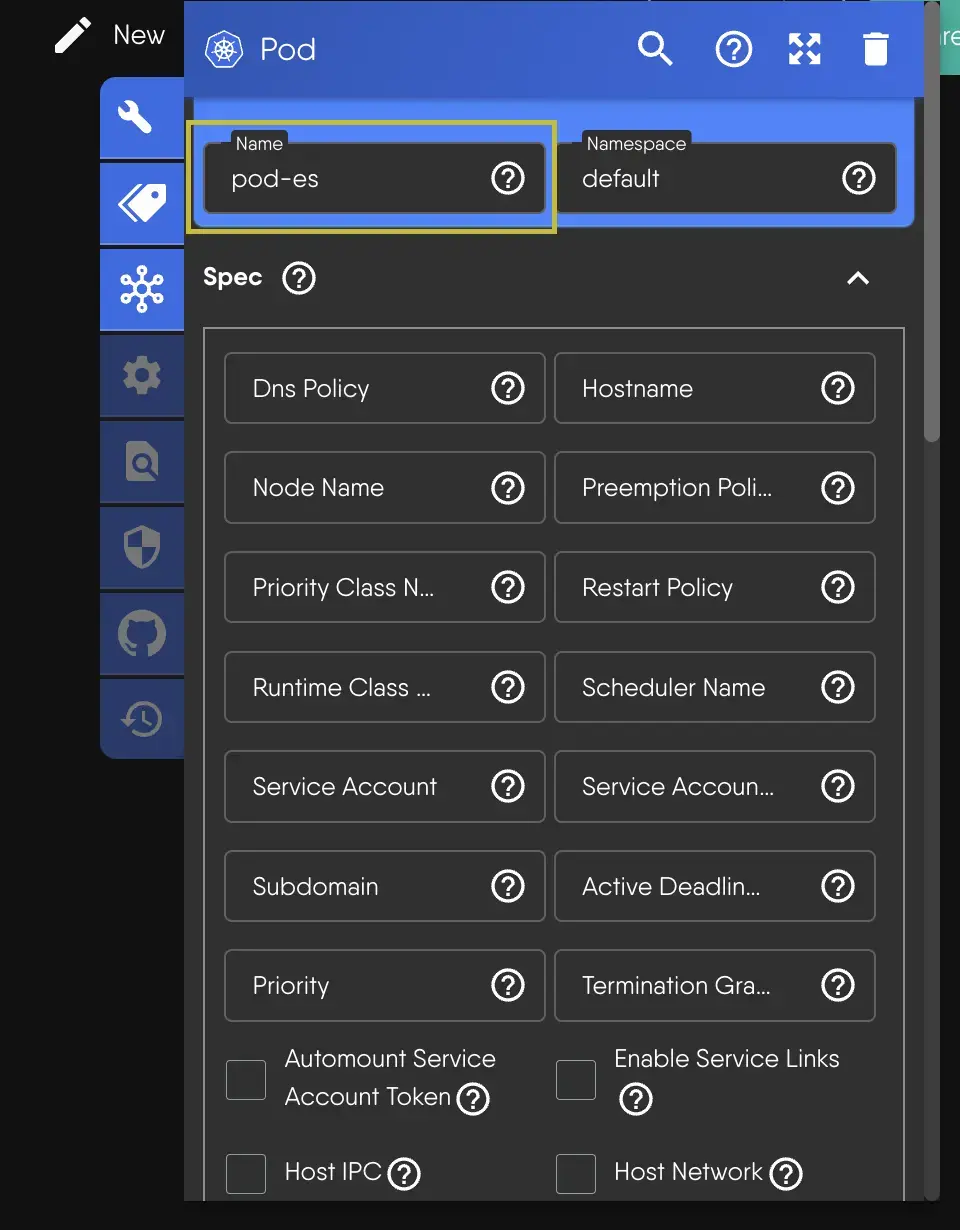 New
Pod
Name
Namespace
pod-es
default
Spec
Dns Policy
Hostname
Node Name
Preemption Poli...
Priority Class N...
Restart Policy
Runtime Class ...
Scheduler Name
Service Account
Service Accoun...
Subdomain
Active Deadlin...
Priority
Termination Gra...
Automount Service
Account Token
Enable Service Links
Host IPC
Host Network